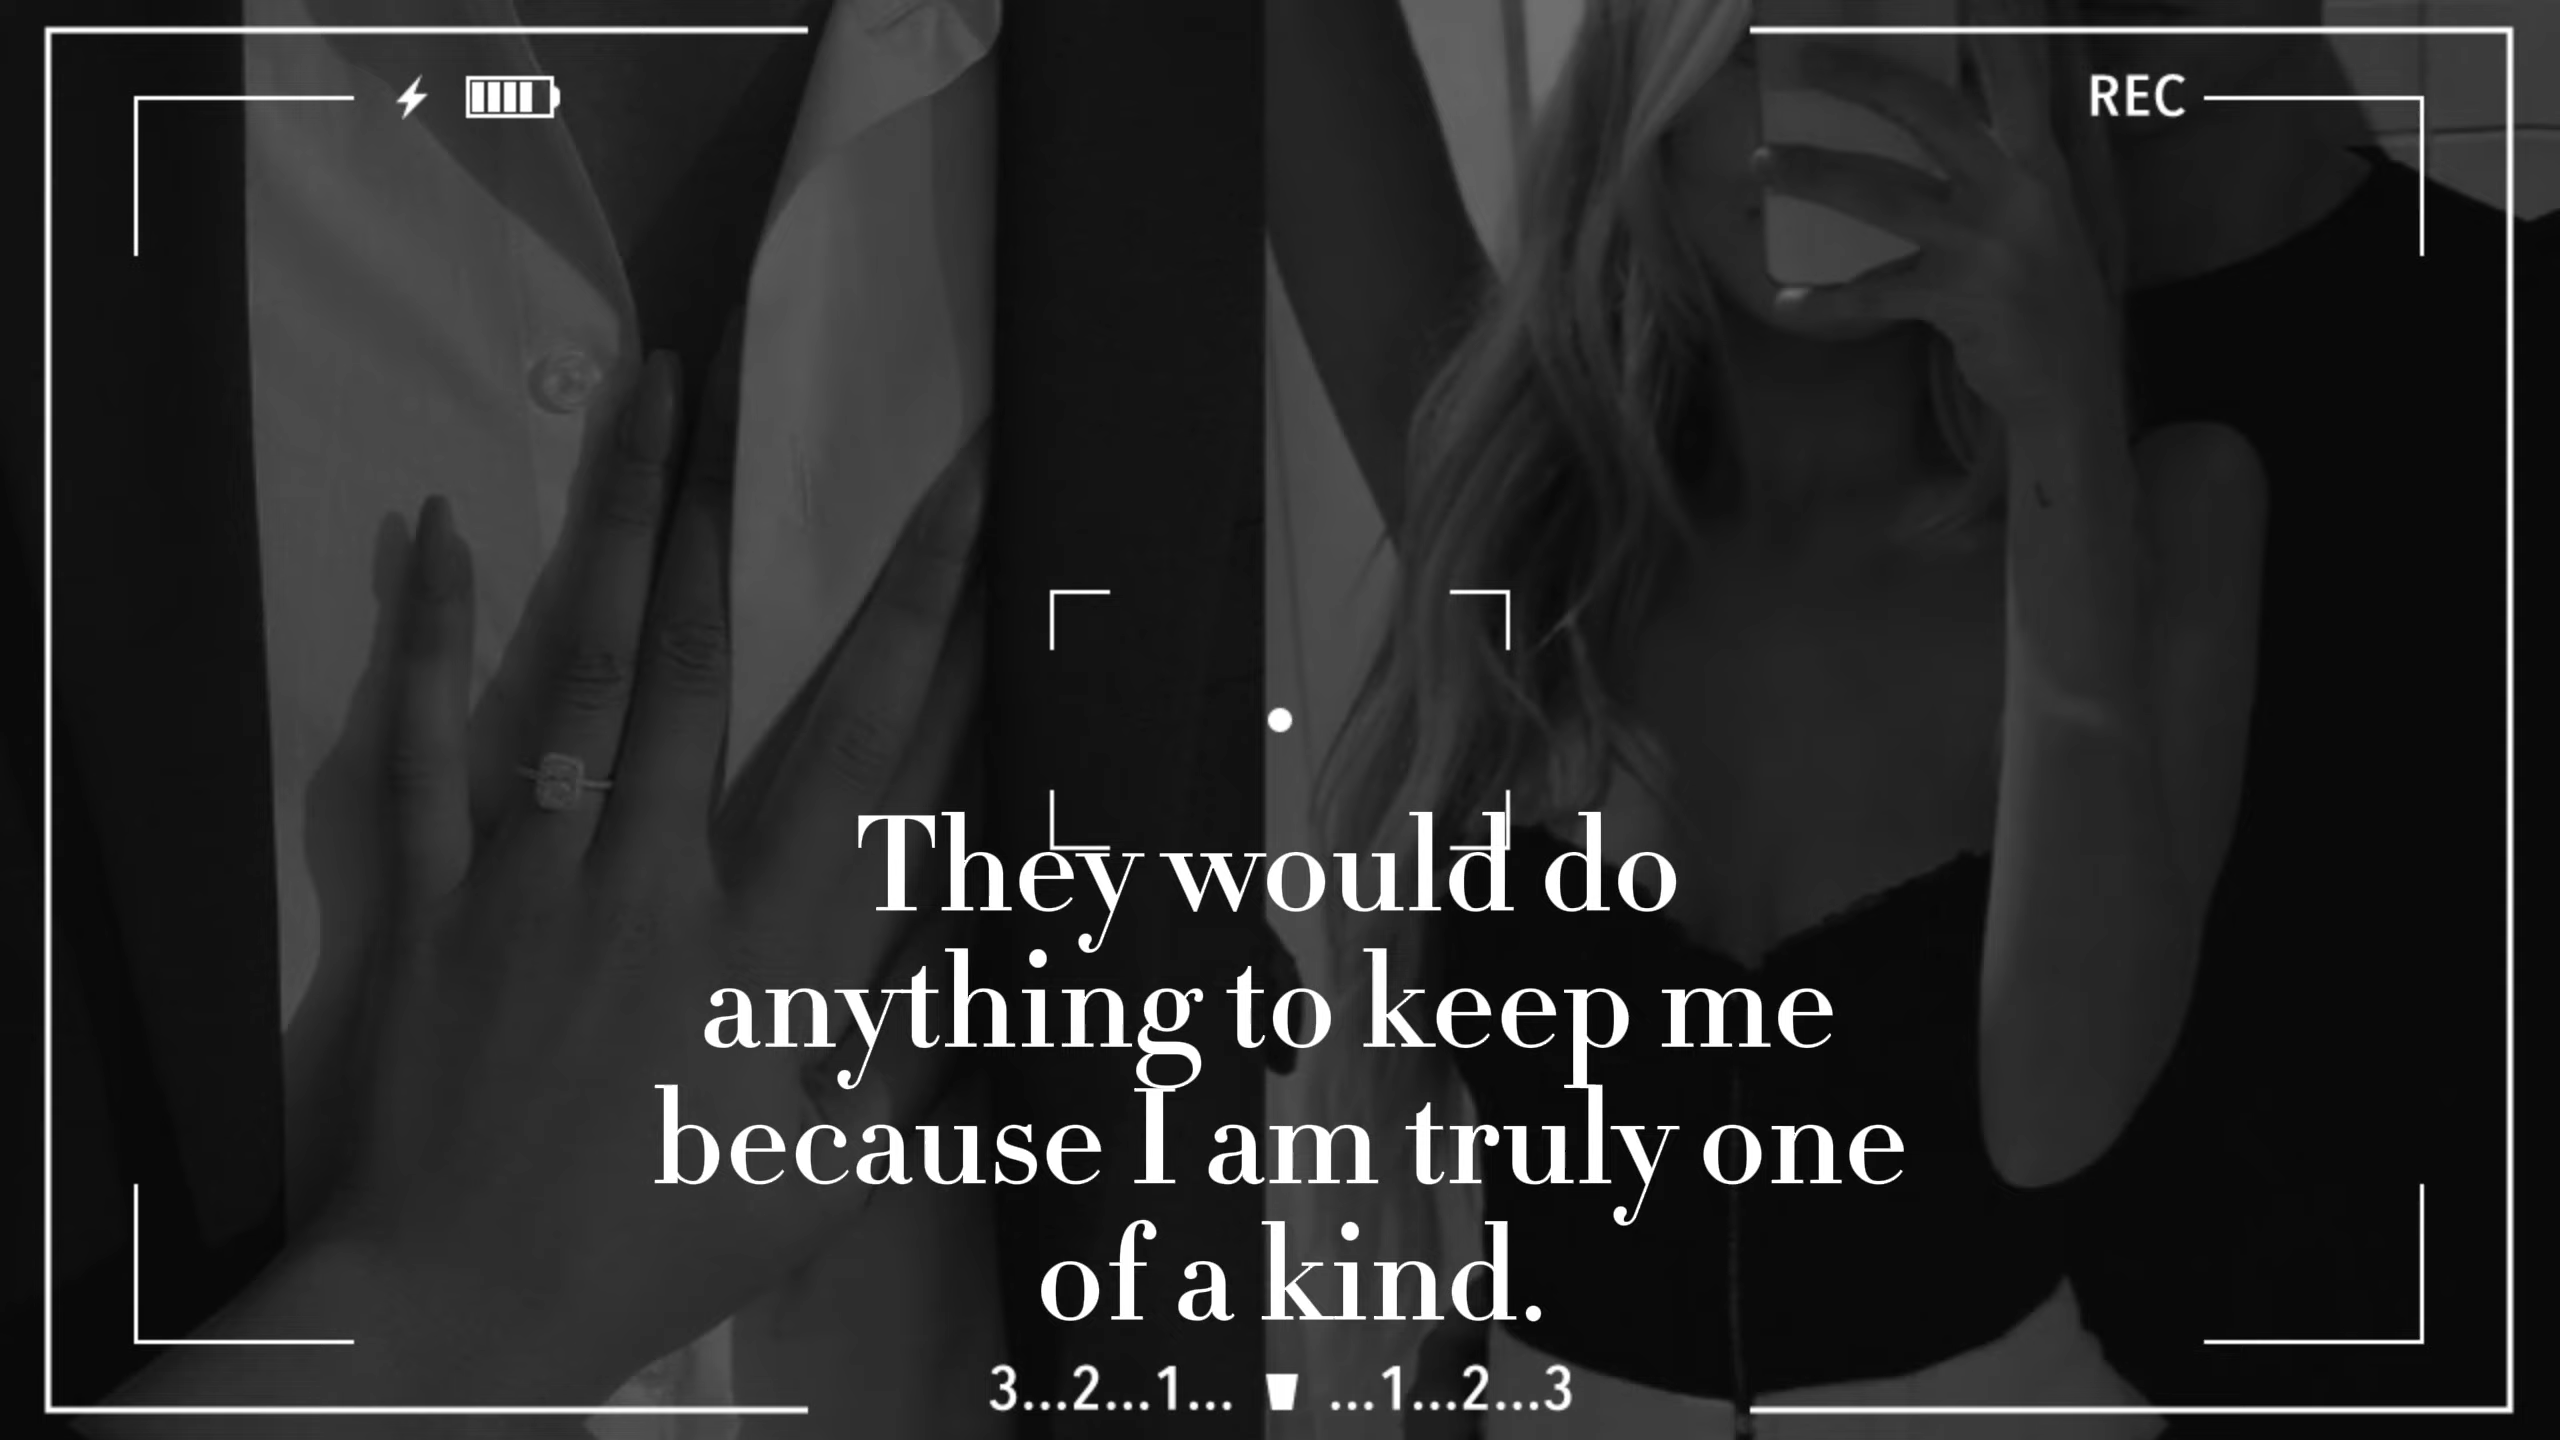 REC
They would do
anything to keep me
because I am truly one
of a kind.
3...2...1... ...1...2...3